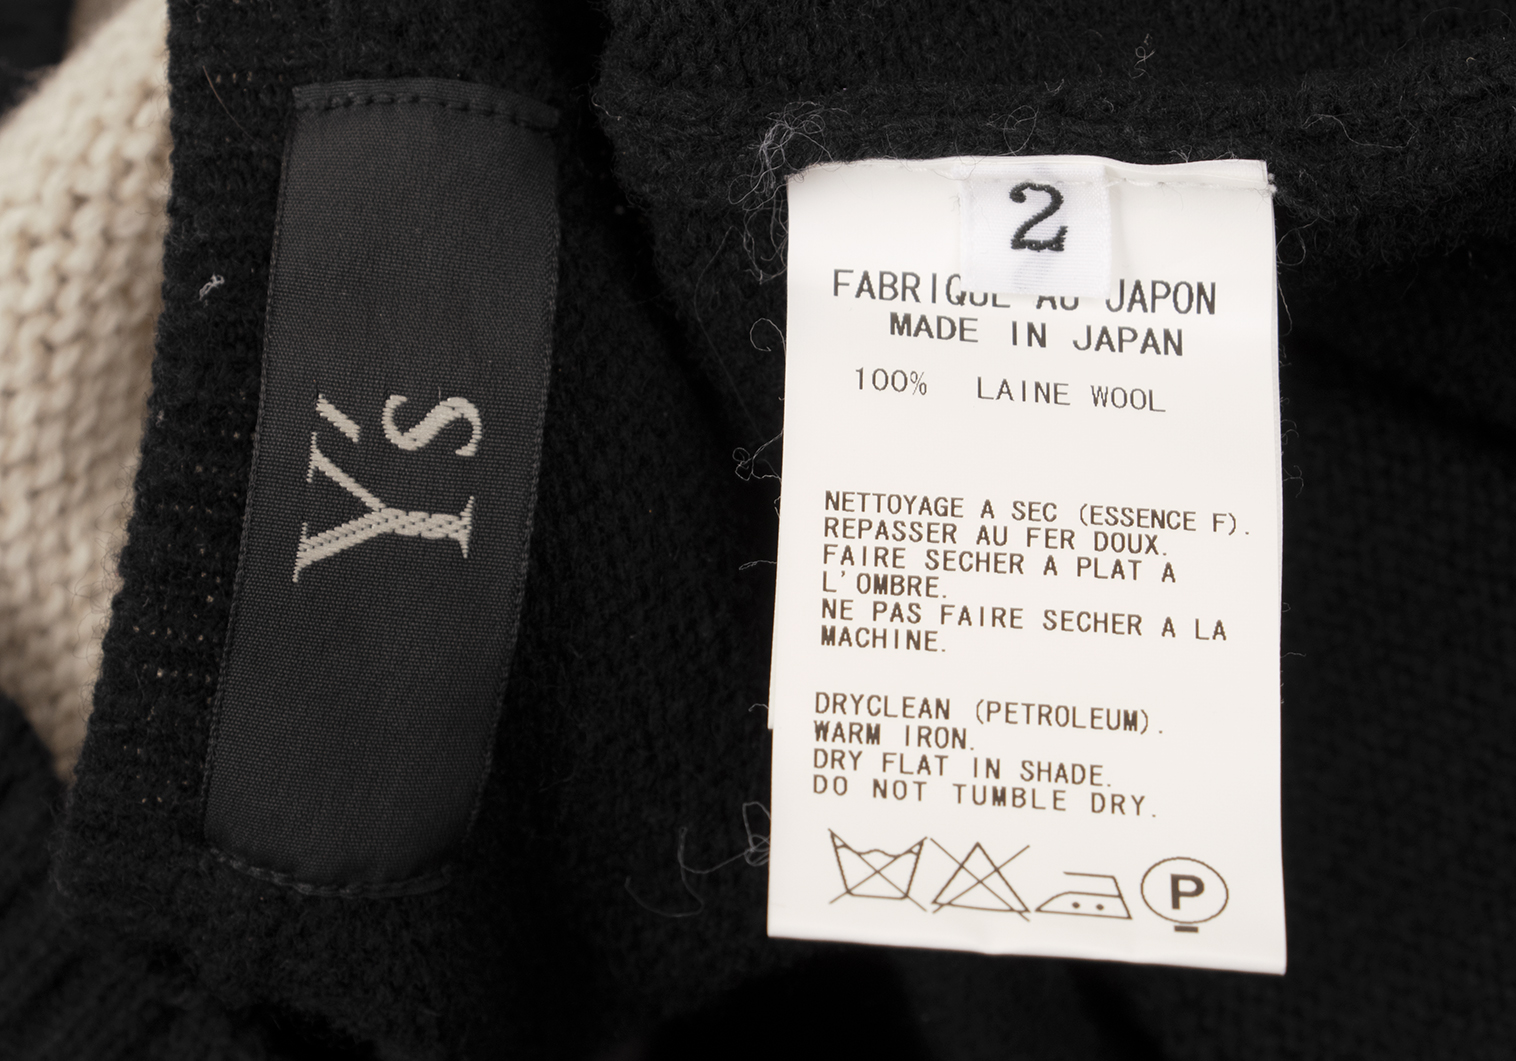 Y's
2
FABRIQUE AU JAPON
MADE IN JAPAN
100% LAINE WOOL
NETTOYAGE A SEC (ESSENCE F).
REPASSER AU FER DOUX.
FAIRE SECHER A PLAT A
L'OMBRE.
NE PAS FAIRE SECHER A LA
MACHINE.
DRYCLEAN (PETROLEUM).
WARM IRON.
DRY FLAT IN SHADE.
DO NOT TUMBLE DRY.
P